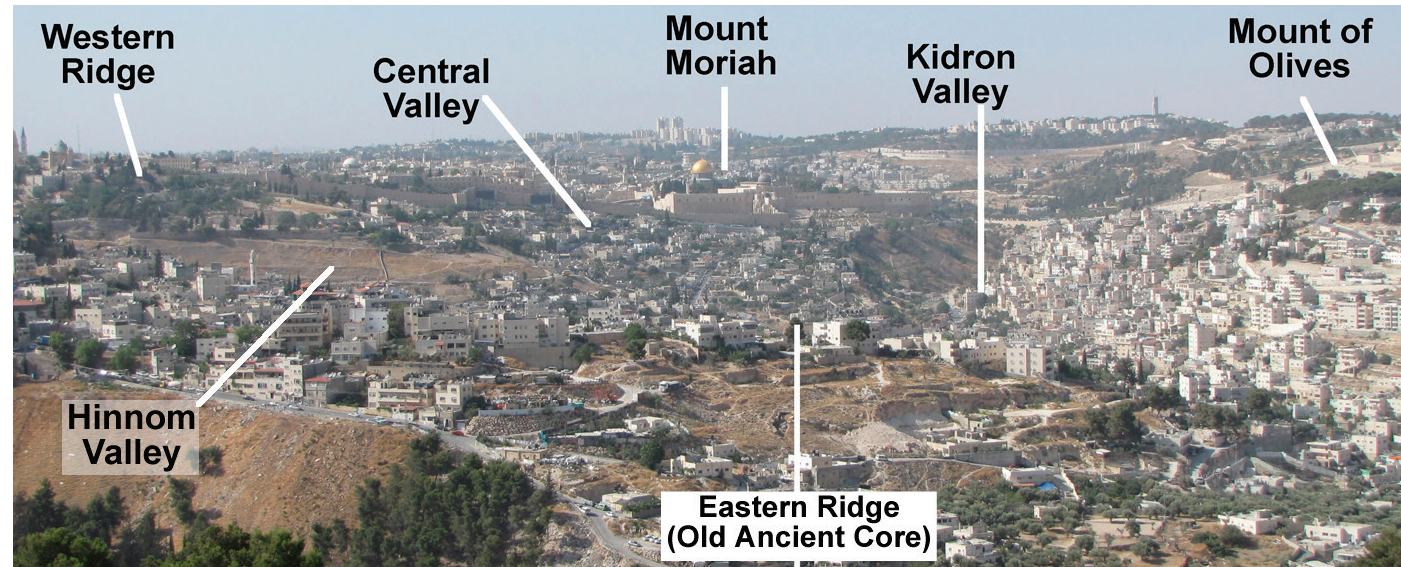 Western
Ridge
Central
Valley
Mount
Moriah
Kidron
Valley
Mount of
Olives
Hinnom
Valley
Eastern Ridge
(Old Ancient Core)